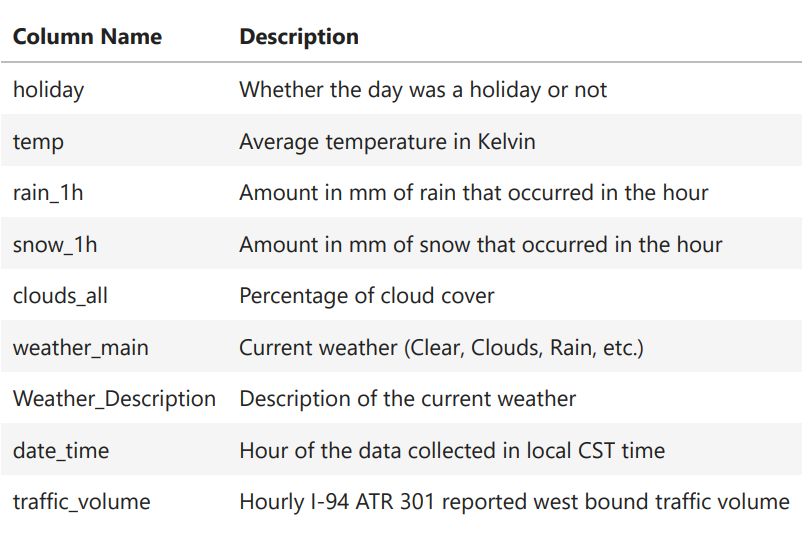 Column Name Description
holiday Whether the day was a holiday or not
temp Average temperature in Kelvin
rain_1h Amount in mm of rain that occurred in the hour
snow_1h Amount in mm of snow that occurred in the hour
clouds_all Percentage of cloud cover
weather_main Current weather (Clear, Clouds, Rain, etc.)
Weather_Description Description of the current weather
date_time Hour of the data collected in local CST time
traffic_volume Hourly I-94 ATR 301 reported west bound traffic volume